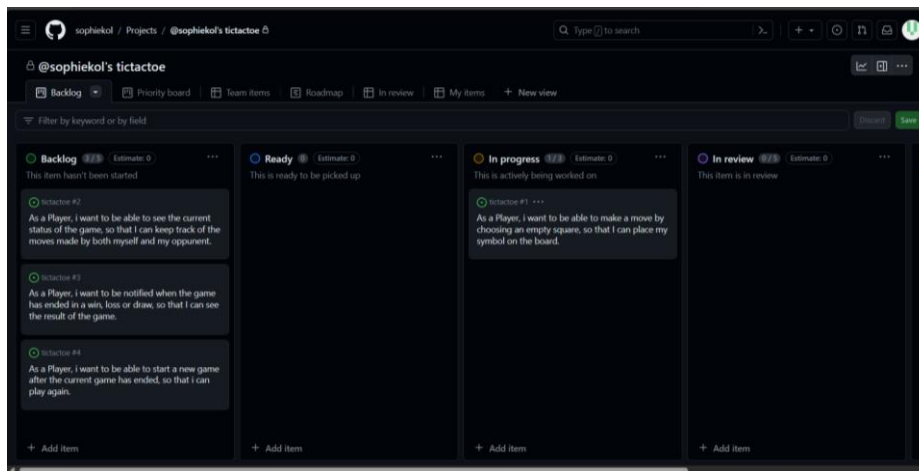 sophiekol / Projects / @sophiekol's tictactoe
Type / to search
@sophiekol's tictactoe
Backlog
Priority board
Team items
Roadmap
In review
My items
+ New view
Filter by keyword or by field
Discard
Save
Backlog 3 / 5 Estimate: 0 ...
This item hasn't been started
tictactoe #2
As a Player, i want to be able to see the current
status of the game, so that I can keep track of the
moves made by both myself and my oppunent.
tictactoe #3
As a Player, i want to be notified when the game
has ended in a win, loss or draw, so that I can see
the result of the game.
tictactoe #4
As a Player, i want to be able to start a new game
after the current game has ended, so that i can
play again.
+ Add item
Ready 0 Estimate: 0 ...
This is ready to be picked up
+ Add item
In progress 1 / 3 Estimate: 0 ...
This is actively being worked on
tictactoe #1 ...
As a Player, i want to be able to make a move by
choosing an empty square, so that I can place my
symbol on the board.
+ Add item
In review 0 / 5 Estimate: 0 ...
This item is in review
+ Add item